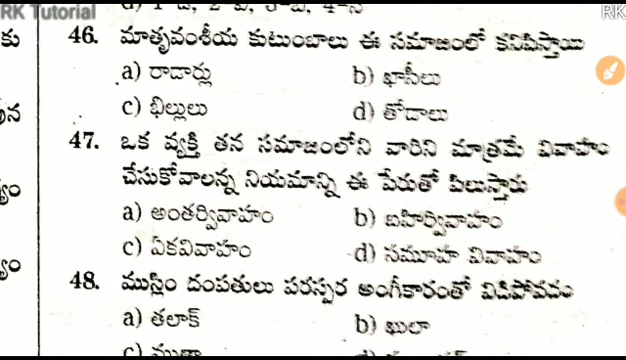 RK Tutorial
RK
కు
46. మాతృవంశీయ కుటుంబాలు ఈ సమాజంలో కనిపిస్తాయి
a) రాడార్లు b) ఖాసీలు
c) భిల్లులు d) తోడాలు
47. ఒక వ్యక్తి తన సమాజంలోని వారిని మాత్రమే వివాహం
చేసుకోవాలన్న నియమాన్ని ఈ పేరుతో పిలుస్తారు
a) అంతర్వివాహం b) బహిర్వివాహం
c) ఏకవివాహం d) సమూహ వివాహం
48. ముస్లిం దంపతులు పరస్పర అంగీకారంతో విడిపోవడం
a) తలాక్ b) ఖులా